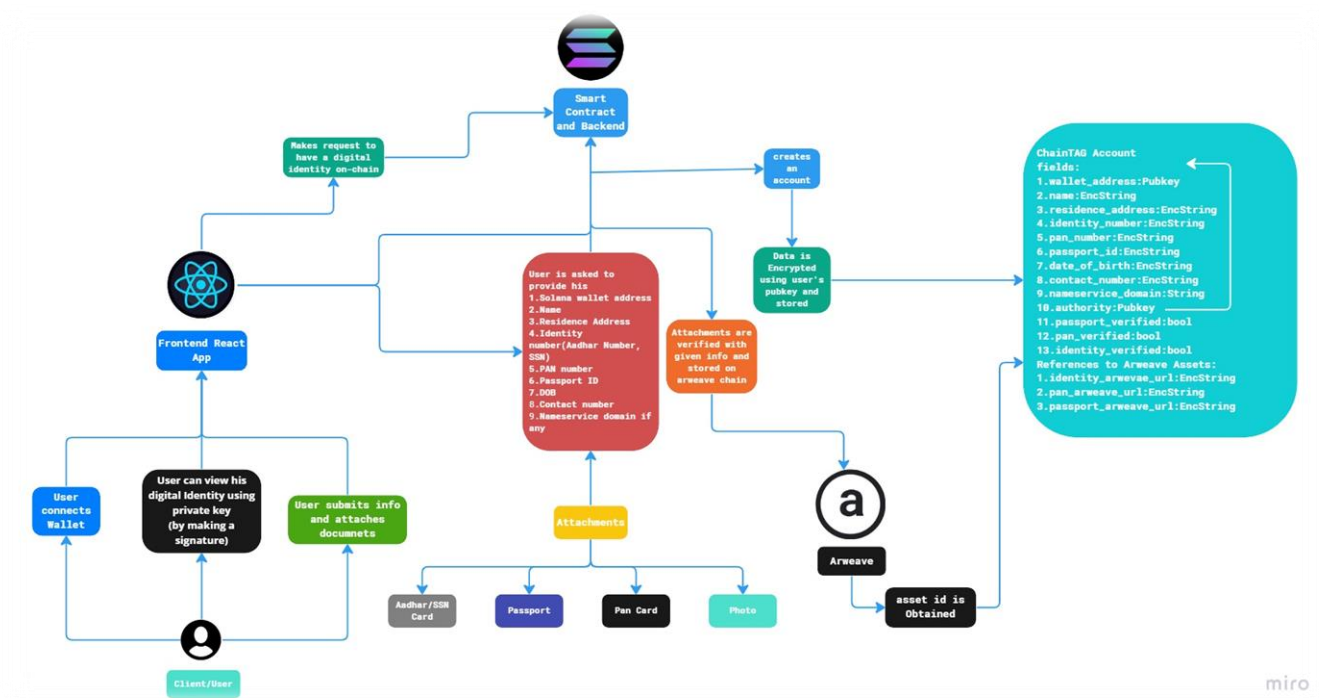 Smart
Contract
and Backend
Makes request to
have a digital
identity on-chain
creates
an
account
ChainTAG Account
fields:
1.wallet_address:Pubkey
2.name:EncString
3.residence_address:EncString
4.identity_number:EncString
5.pan_number:EncString
6.passport_id:EncString
7.date_of_birth:EncString
8.contact_number:EncString
9.nameservice_domain:String
10.authority:Pubkey
11.passport_verified:bool
12.pan_verified:bool
13.identity_verified:bool
References to Arweave Assets:
1.identity_arwevae_url:EncString
2.pan_arweave_url:EncString
3.passport_arweave_url:EncString
Data is
Encrypted
using user's
pubkey and
stored
User is asked to
provide his
1.Solana wallet address
2.Name
3.Residence Address
4.Identity
number(Aadhar Number,
SSN)
5.PAN number
6.Passport ID
7.DOB
8.Contact number
9.Nameservice domain if
any
Attachments are
verified with
given info and
stored on
arweave chain
Frontend React
App
User
connects
Wallet
User can view his
digital Identity using
private key
(by making a
signature)
User submits info
and attaches
documnets
Attachments
a
Arweave
asset id is
Obtained
Aadhar/SSN
Card
Passport
Pan Card
Photo
Client/User
miro